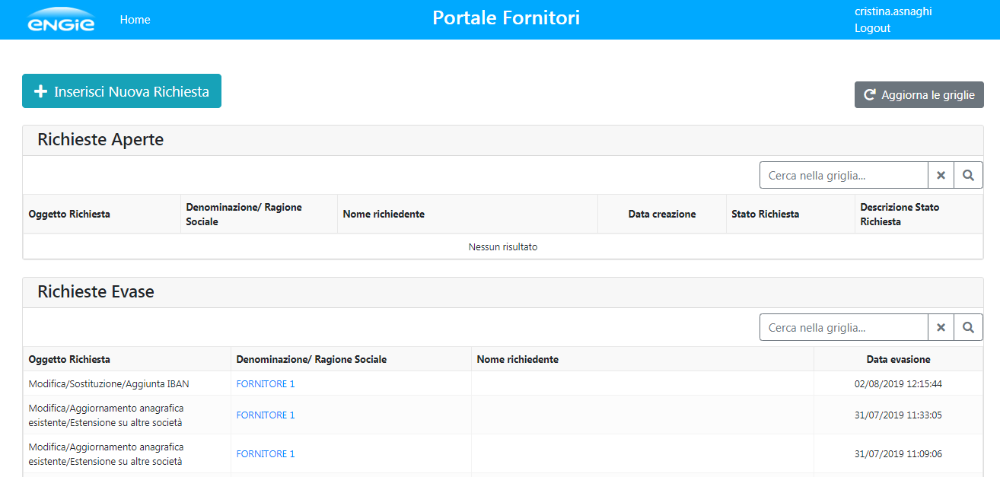 ENGIE
Home
Portale Fornitori
cristina.asnaghi
Logout
Inserisci Nuova Richiesta
Aggiorna le griglie
Richieste Aperte
Cerca nella griglia...
Oggetto Richiesta
Denominazione/ Ragione
Sociale
Nome richiedente
Data creazione
Stato Richiesta
Descrizione Stato
Richiesta
Nessun risultato
Richieste Evase
Cerca nella griglia...
Oggetto Richiesta
Denominazione/ Ragione Sociale
Nome richiedente
Data evasione
Modifica/Sostituzione/Aggiunta IBAN
FORNITORE 1
02/08/2019 12:15:44
Modifica/Aggiornamento anagrafica
esistente/Estensione su altre società
FORNITORE 1
31/07/2019 11:33:05
Modifica/Aggiornamento anagrafica
esistente/Estensione su altre società
FORNITORE 1
31/07/2019 11:09:06